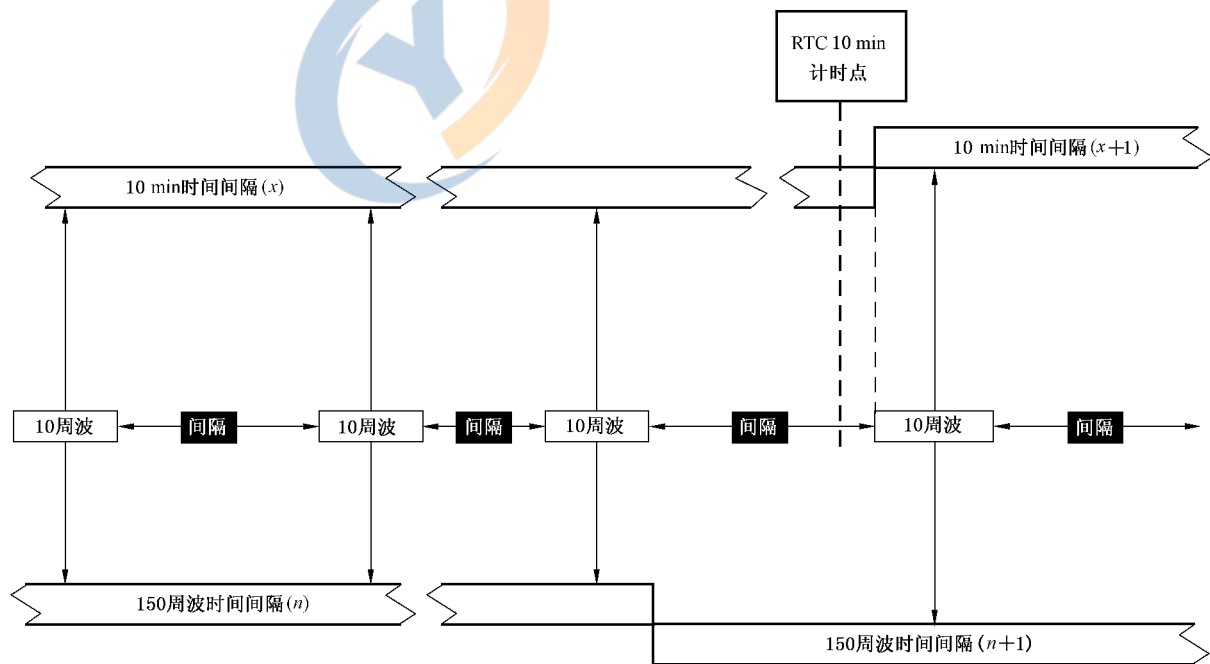 RTC 10 min
计时点
10 min时间间隔(x+1)
10 min时间间隔(x)
10周波
间隔
10周波
间隔
10周波
间隔
10周波
间隔
150周波时间间隔(n)
150周波时间间隔(n+1)